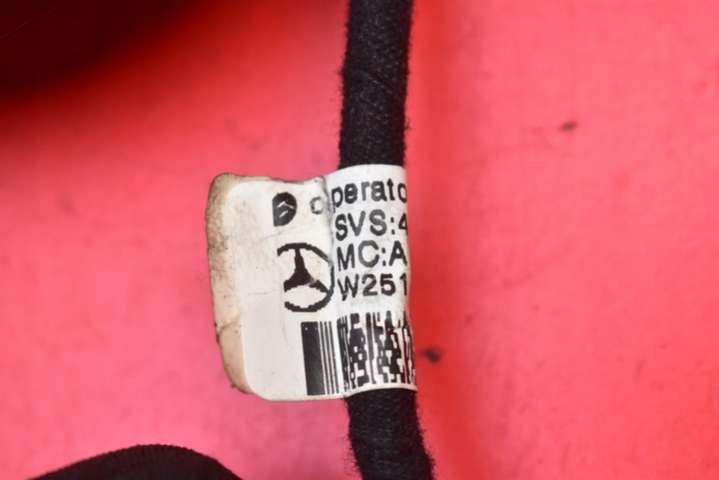 operato
SVS:4
MC:A
W251